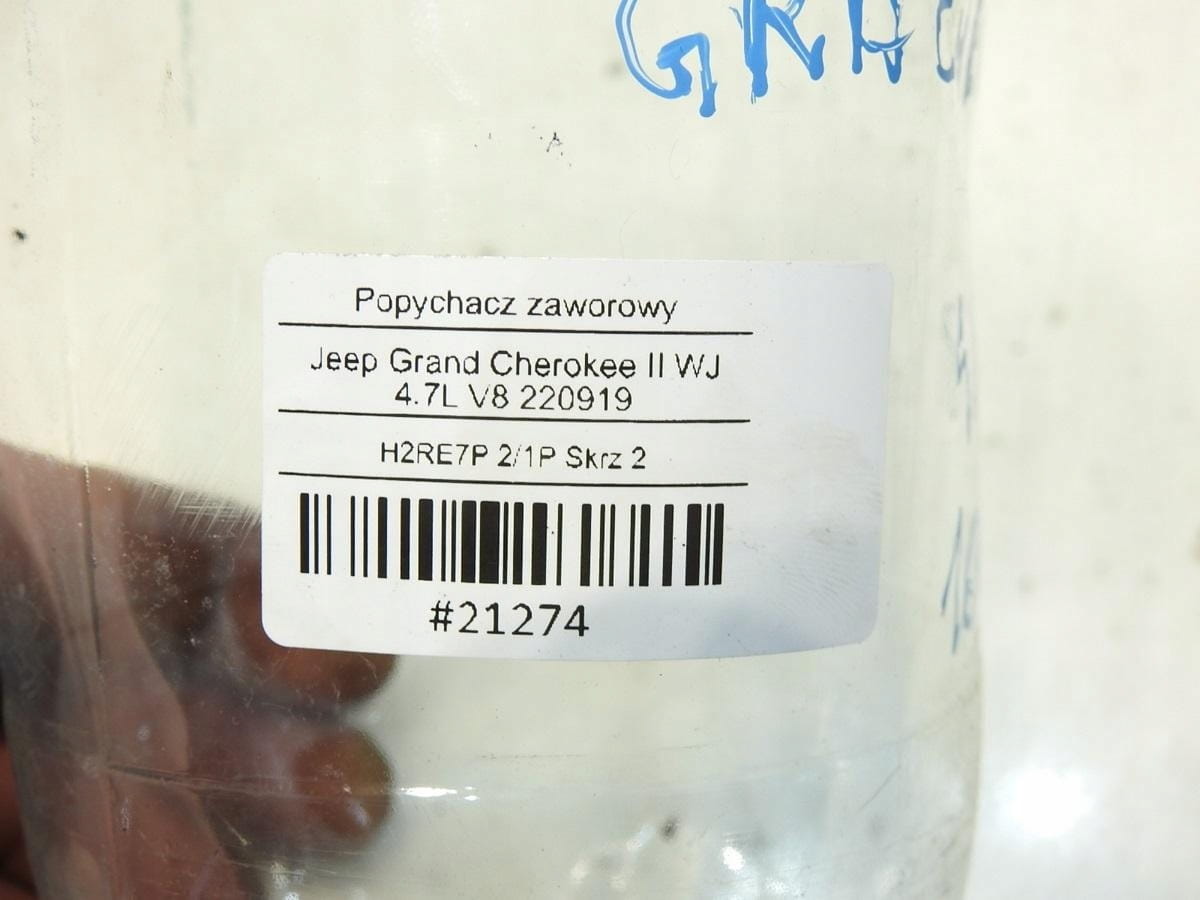 Popychacz zaworowy
Jeep Grand Cherokee II WJ
4.7L V8 220919
H2RE7P 2/1P Skrz 2
#21274